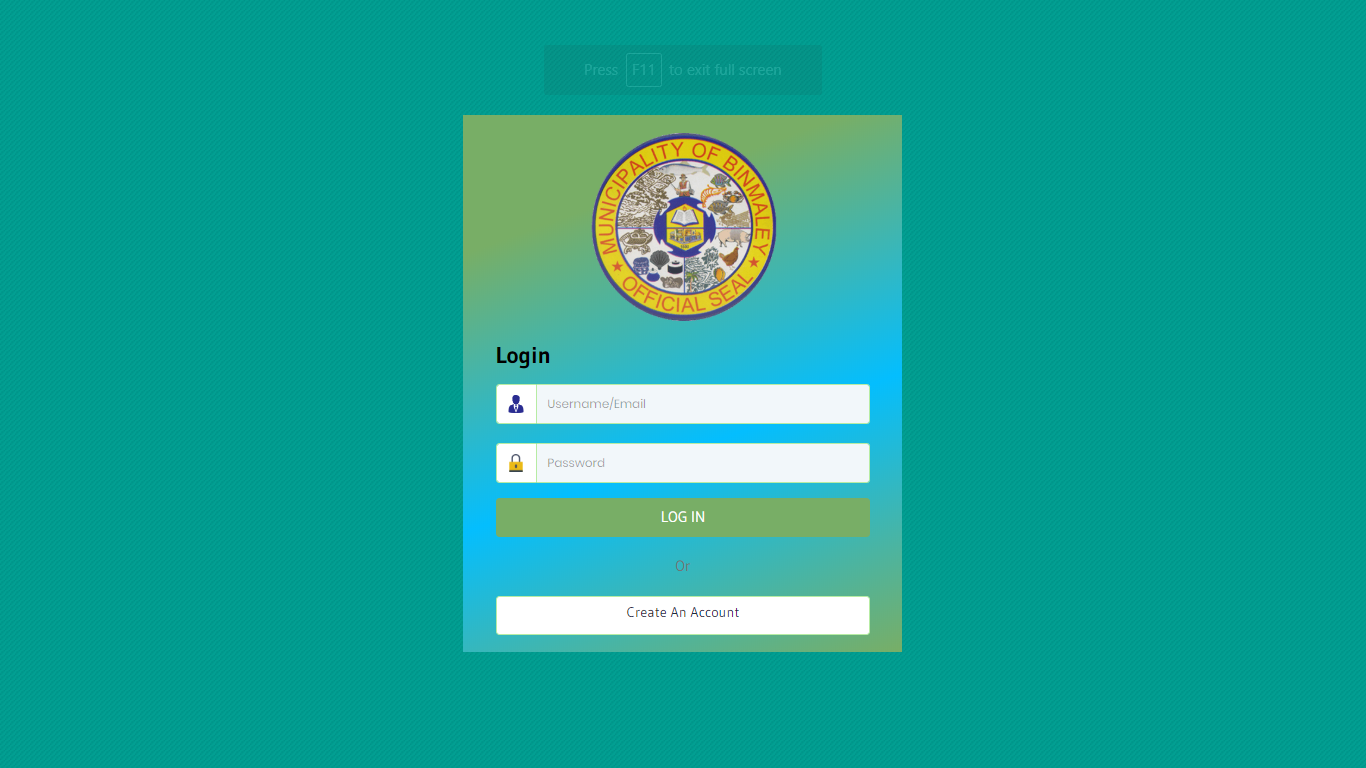 Press F11 to exit full screen
MUNICIPALITY OF BINMALEY
OFFICIAL SEAL
Login
Username/Email
Password
LOG IN
Or
Create An Account